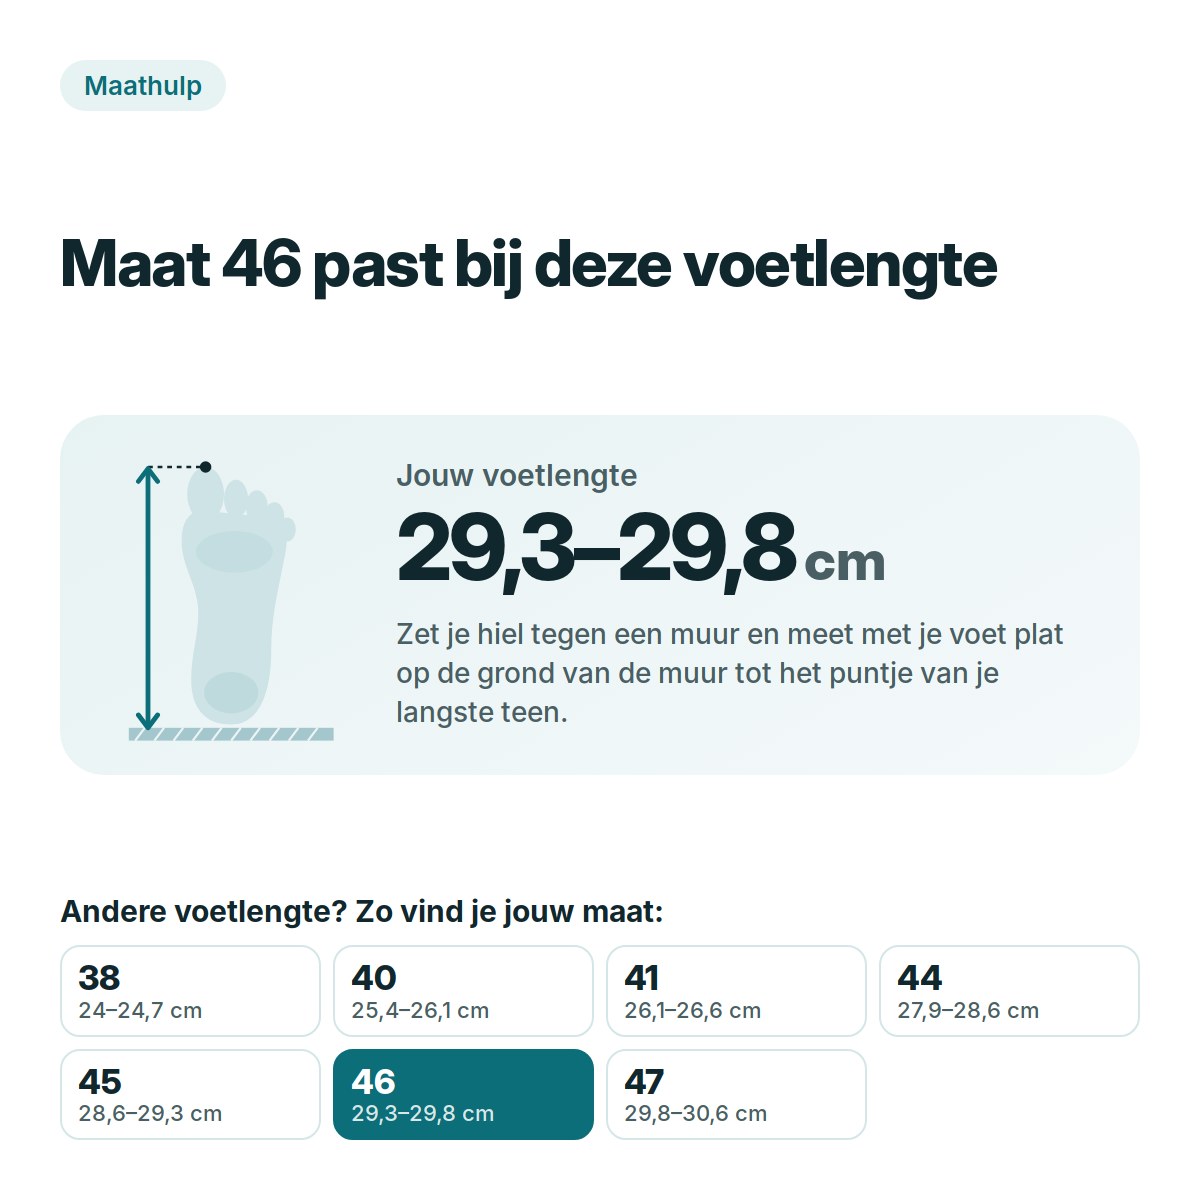 Maathulp
Maat 46 past bij deze voetlengte
Jouw voetlengte
29,3–29,8 cm
Zet je hiel tegen een muur en meet met je voet plat
op de grond van de muur tot het puntje van je
langste teen.
Andere voetlengte? Zo vind je jouw maat:
38
24–24,7 cm
40
25,4–26,1 cm
41
26,1–26,6 cm
44
27,9–28,6 cm
45
28,6–29,3 cm
46
29,3–29,8 cm
47
29,8–30,6 cm